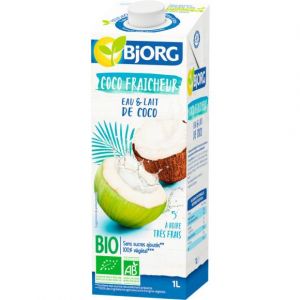 BJORG
COCO FRAÎCHEUR
EAU & LAIT
DE COCO
À BOIRE
TRÈS FRAIS
BIO
Sans sucres ajoutés**
100% végétal***
AB
1L